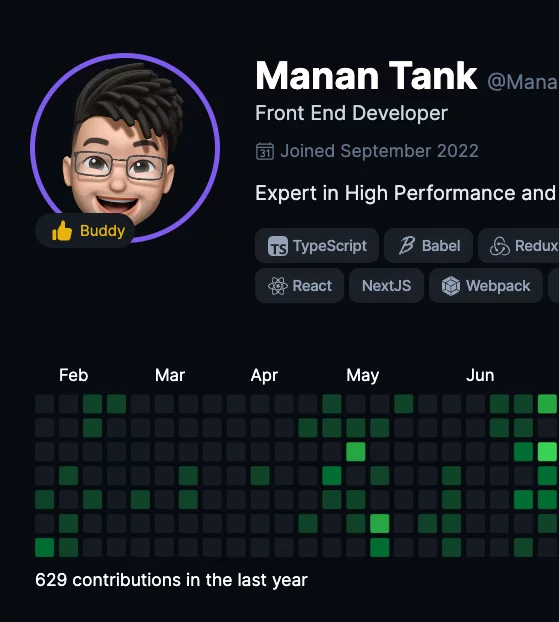 Manan Tank @Mana
Front End Developer
31 Joined September 2022
Expert in High Performance and
Buddy
TS TypeScript Babel Redux
React NextJS Webpack
Feb Mar Apr May Jun
629 contributions in the last year